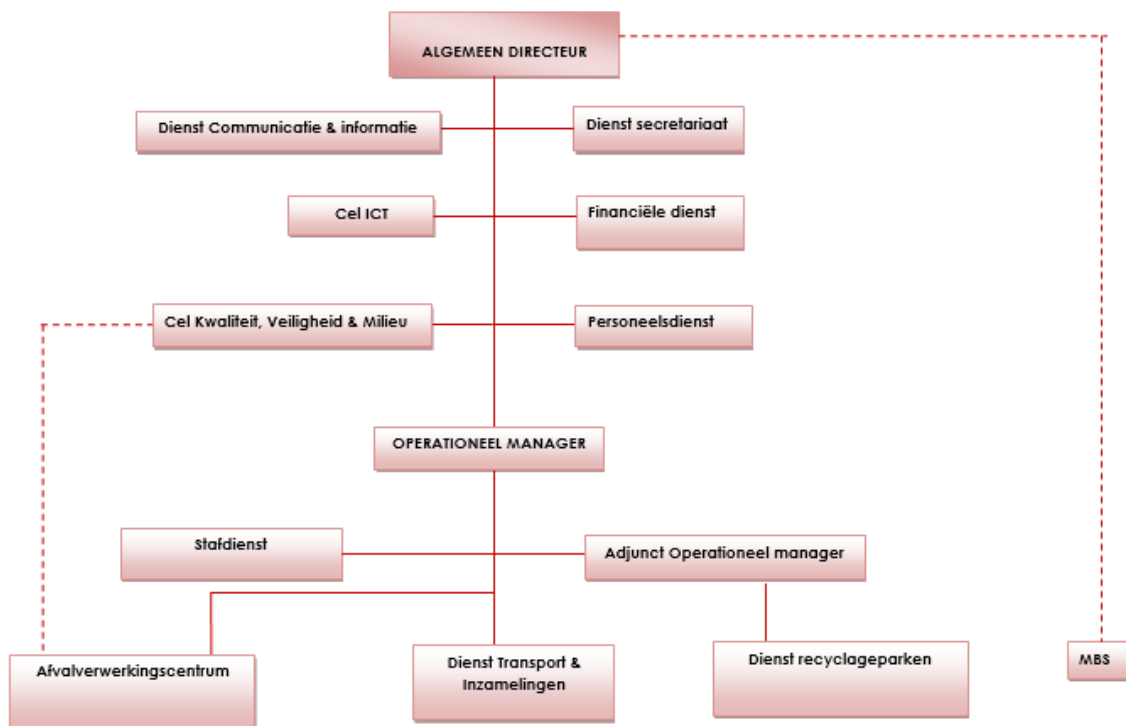 ALGEMEEN DIRECTEUR
Dienst Communicatie & informatie
Dienst secretariaat
Cel ICT
Financiële dienst
Cel Kwaliteit, Veiligheid & Milieu
Personeelsdienst
OPERATIONEEL MANAGER
Stafdienst
Adjunct Operationeel manager
Afvalverwerkingscentrum
Dienst Transport &
Inzamelingen
Dienst recyclageparken
MBS